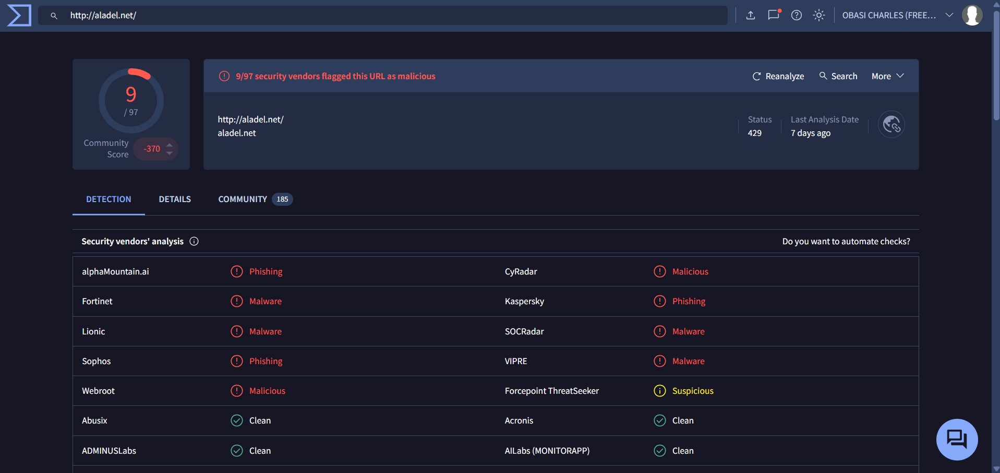 http://aladel.net/
OBASI CHARLES (FREE...
9
/ 97
Community
Score
-370
9/97 security vendors flagged this URL as malicious
Reanalyze
Search
More
http://aladel.net/
aladel.net
Status
429
Last Analysis Date
7 days ago
DETECTION
DETAILS
COMMUNITY 185
Security vendors' analysis
Do you want to automate checks?
alphaMountain.ai Phishing CyRadar Malicious
Fortinet Malware Kaspersky Phishing
Lionic Malware SOCRadar Malware
Sophos Phishing VIPRE Malware
Webroot Malicious Forcepoint ThreatSeeker Suspicious
Abusix Clean Acronis Clean
ADMINUSLabs Clean AILabs (MONITORAPP) Clean